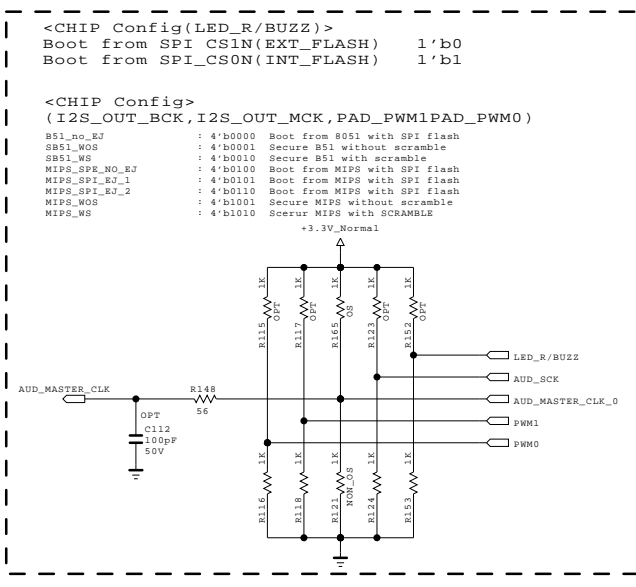 <CHIP Config(LED_R/BUZZ)>
Boot from SPI CS1N(EXT_FLASH) 1'b0
Boot from SPI_CS0N(INT_FLASH) 1'b1
<CHIP Config>
(I2S_OUT_BCK,I2S_OUT_MCK,PAD_PWM1PAD_PWM0)
B51_no_EJ : 4'b0000 Boot from 8051 with SPI flash
SB51_WOS : 4'b0001 Secure B51 without scramble
SB51_WS : 4'b0010 Secure B51 with scramble
MIPS_SPE_NO_EJ : 4'b0100 Boot from MIPS with SPI flash
MIPS_SPI_EJ_1 : 4'b0101 Boot from MIPS with SPI flash
MIPS_SPI_EJ_2 : 4'b0110 Boot from MIPS with SPI flash
MIPS_WOS : 4'b1001 Secure MIPS without scramble
MIPS_WS : 4'b1010 Scerur MIPS with SCRAMBLE
+3.3V_Normal
1K 1K 1K 1K 1K
OPT OPT OS OPT OPT
R115 R117 R165 R123 R152
LED_R/BUZZ
AUD_SCK
AUD_MASTER_CLK R148 AUD_MASTER_CLK_0
56
OPT
C112
100pF
50V
PWM1
PWM0
1K 1K 1K 1K 1K
NON_OS
R116 R118 R121 R124 R153